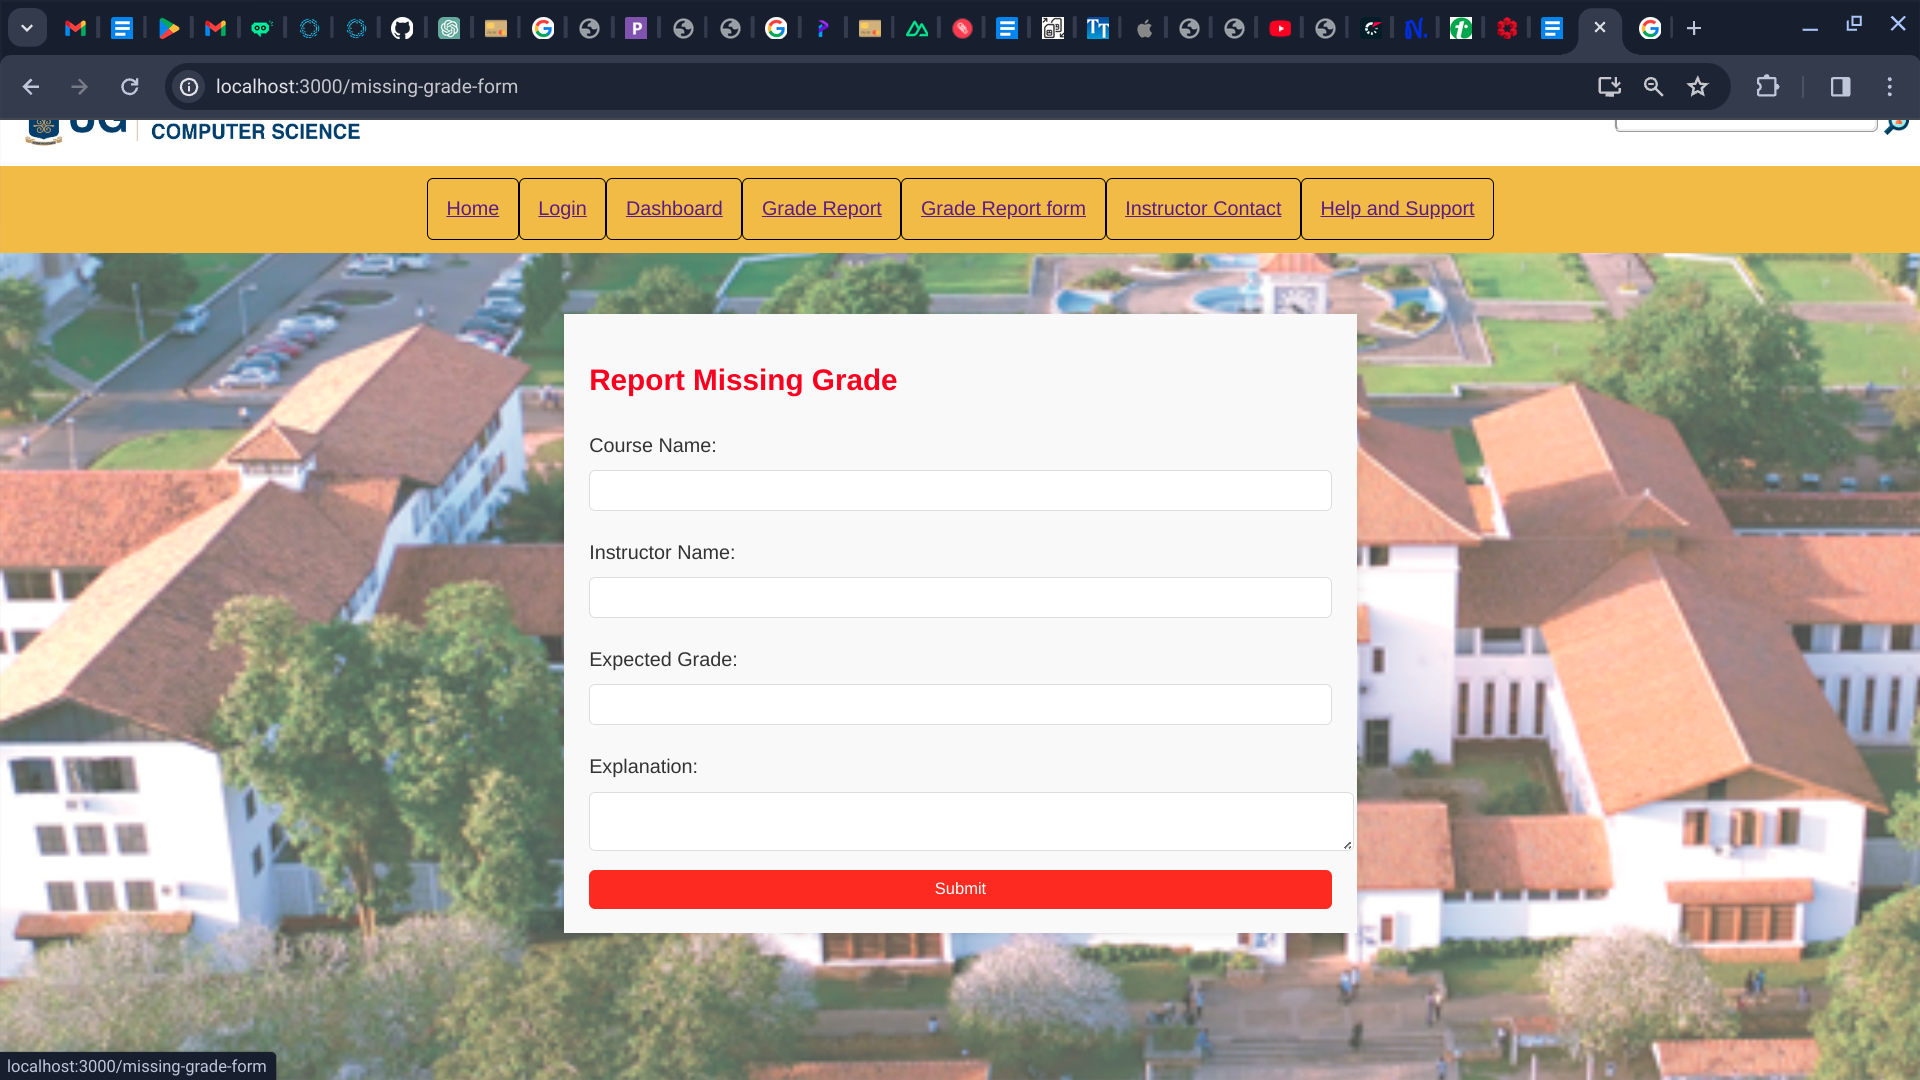 localhost:3000/missing-grade-form
UG
COMPUTER SCIENCE
Home
Login
Dashboard
Grade Report
Grade Report form
Instructor Contact
Help and Support
Report Missing Grade
Course Name:
Instructor Name:
Expected Grade:
Explanation:
Submit
localhost:3000/missing-grade-form